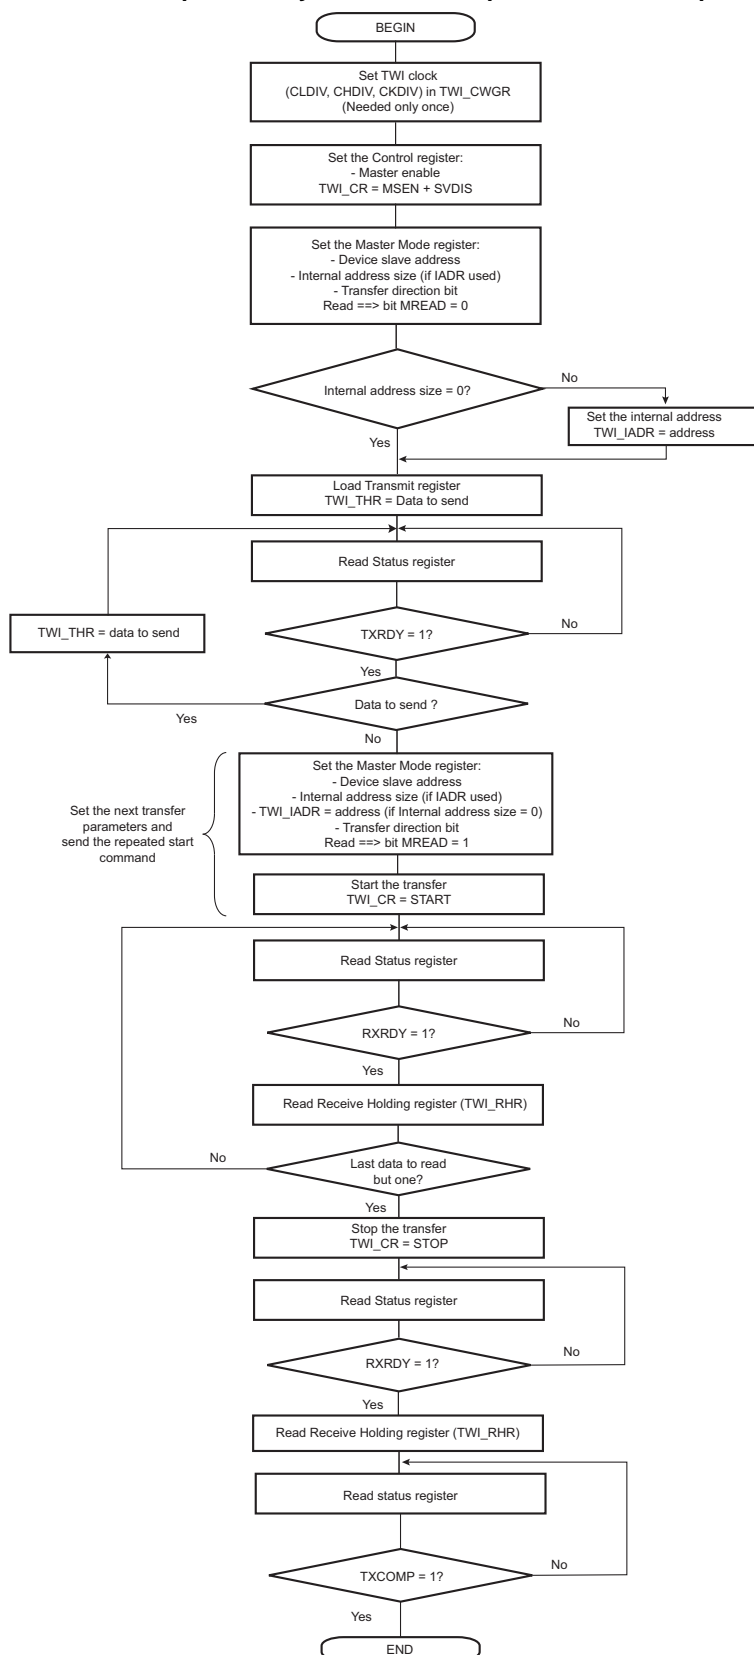 BEGIN
Set TWI clock
(CLDIV, CHDIV, CKDIV) in TWI_CWGR
(Needed only once)
Set the Control register:
- Master enable
TWI_CR = MSEN + SVDIS
Set the Master Mode register:
- Device slave address
- Internal address size (if IADR used)
- Transfer direction bit
Read ==> bit MREAD = 0
Internal address size = 0?
No
Set the internal address
TWI_IADR = address
Yes
Load Transmit register
TWI_THR = Data to send
Read Status register
TWI_THR = data to send
TXRDY = 1?
No
Yes
Data to send ?
Yes
No
Set the next transfer
parameters and
send the repeated start
command
Set the Master Mode register:
- Device slave address
- Internal address size (if IADR used)
- TWI_IADR = address (if Internal address size = 0)
- Transfer direction bit
Read ==> bit MREAD = 1
Start the transfer
TWI_CR = START
Read Status register
RXRDY = 1?
No
Yes
Read Receive Holding register (TWI_RHR)
No
Last data to read
but one?
Yes
Stop the transfer
TWI_CR = STOP
Read Status register
RXRDY = 1?
No
Yes
Read Receive Holding register (TWI_RHR)
Read status register
TXCOMP = 1?
No
Yes
END